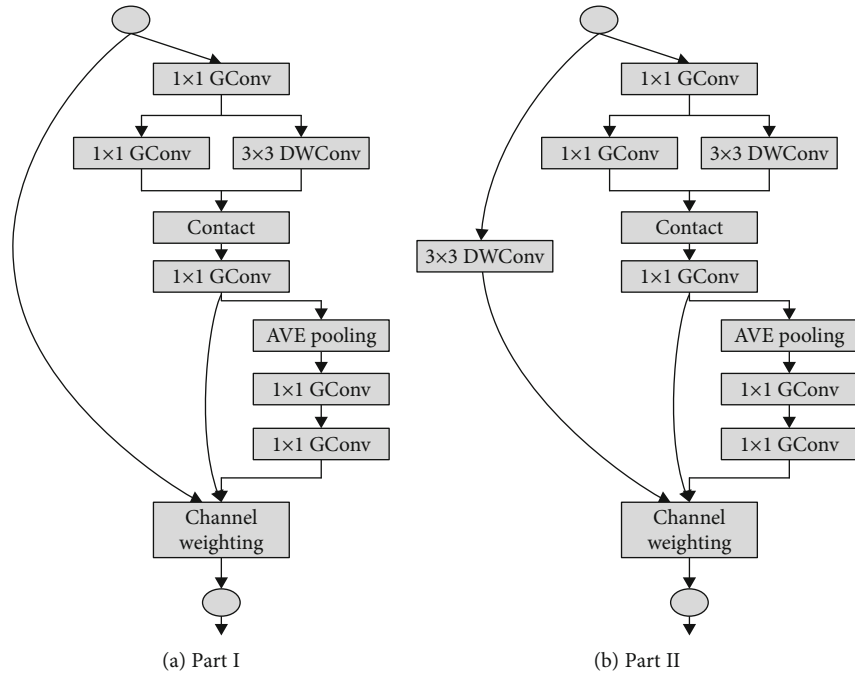 1×1 GConv
1×1 GConv
3×3 DWConv
Contact
1×1 GConv
AVE pooling
1×1 GConv
1×1 GConv
Channel
weighting
(a) Part I
1×1 GConv
1×1 GConv
3×3 DWConv
Contact
3×3 DWConv
1×1 GConv
AVE pooling
1×1 GConv
1×1 GConv
Channel
weighting
(b) Part II